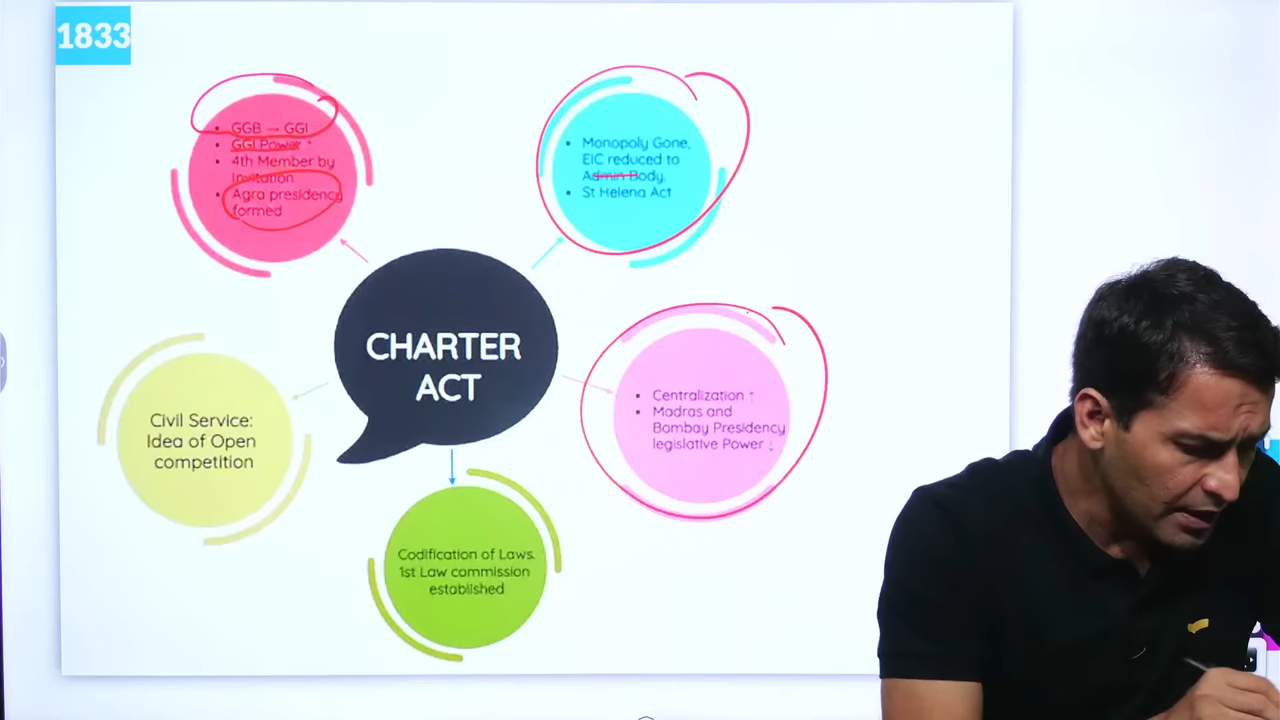 1833
• GGB → GGI
• GGI Power ↑
• 4th Member by
Invitation
• Agra presidency
formed
• Monopoly Gone,
EIC reduced to
Admin Body.
• St Helena Act
CHARTER
ACT
• Centralization ↑
• Madras and
Bombay Presidency
legislative Power ↓
Civil Service:
Idea of Open
competition
Codification of Laws.
1st Law commission
established